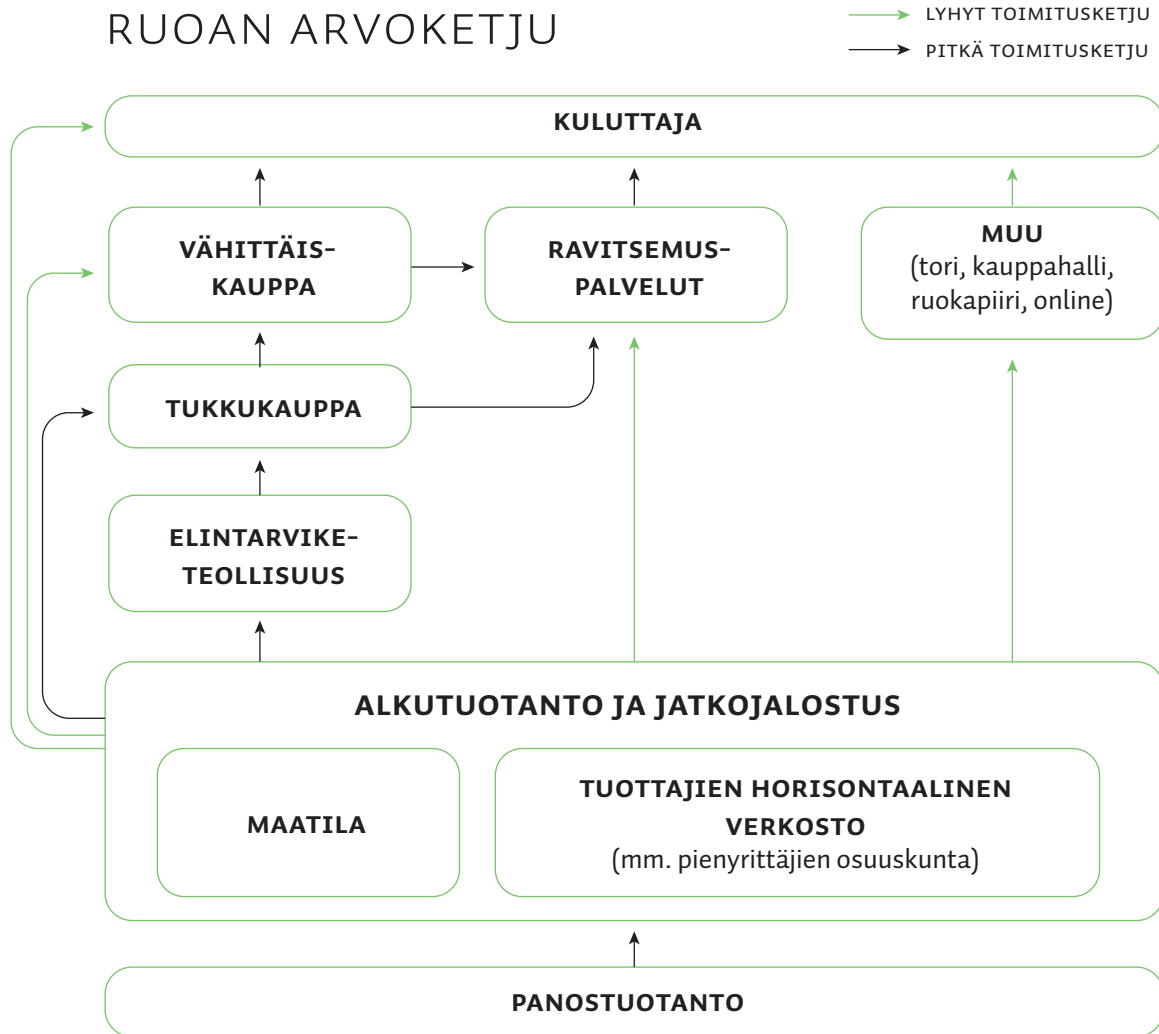 RUOAN ARVOKETJU
LYHYT TOIMITUSKETJU
PITKÄ TOIMITUSKETJU
KULUTTAJA
VÄHITTÄIS-
KAUPPA
RAVITSEMUS-
PALVELUT
MUU
(tori, kauppahalli,
ruokapiiri, online)
TUKKUKAUPPA
ELINTARVIKE-
TEOLLISUUS
ALKUTUOTANTO JA JATKOJALOSTUS
MAATILA
TUOTTAJIEN HORISONTAALINEN
VERKOSTO
(mm. pienyrittäjien osuuskunta)
PANOSTUOTANTO